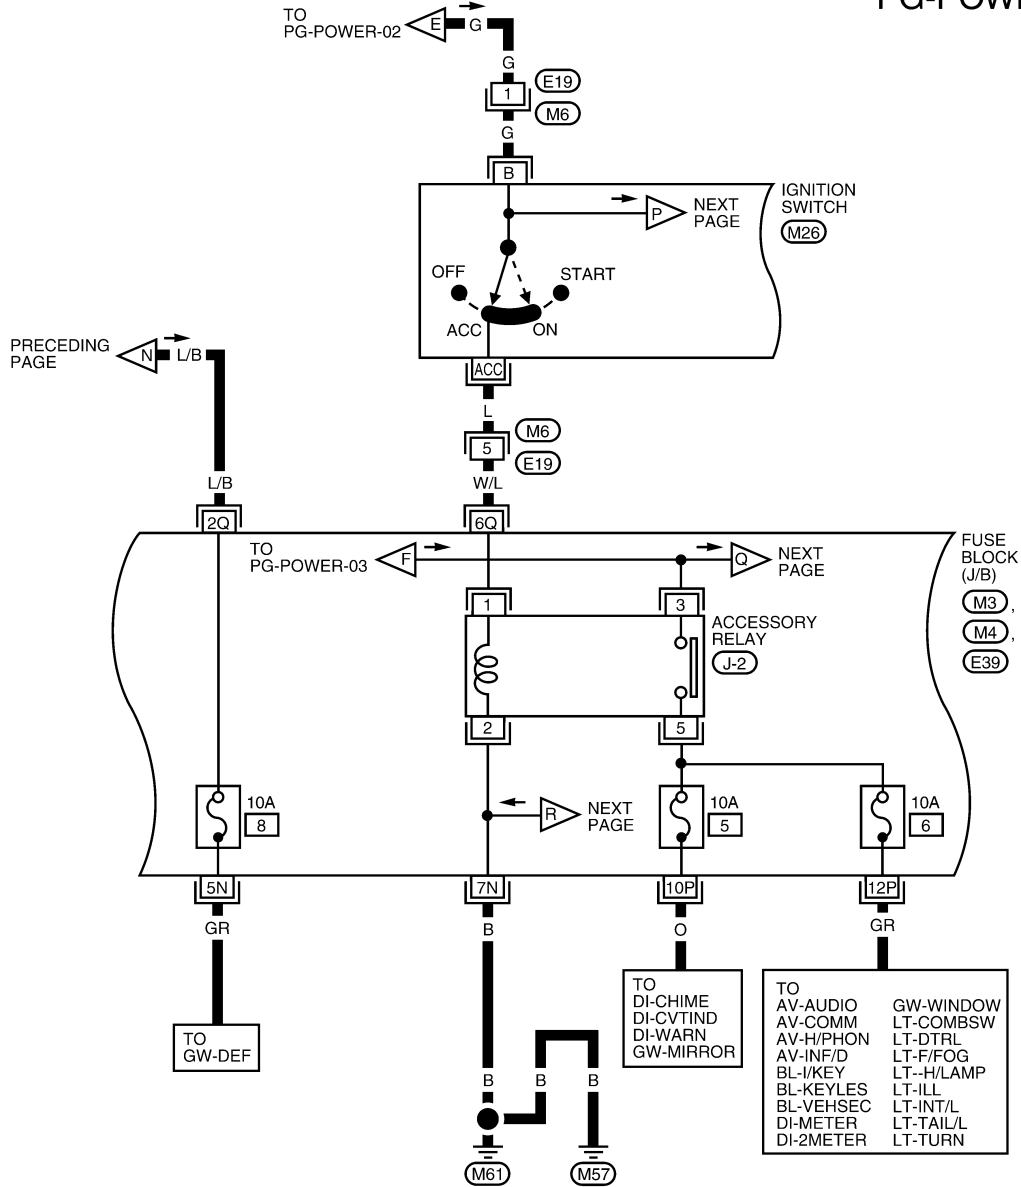 PG-POWE
TO
PG-POWER-02
E
G
G
1
E19
M6
G
B
IGNITION
SWITCH
M26
P
NEXT
PAGE
OFF
START
ACC
ON
PRECEDING
PAGE
N
L/B
ACC
L
5
M6
E19
L/B
W/L
2Q
6Q
TO
PG-POWER-03
F
Q
NEXT
PAGE
FUSE
BLOCK
(J/B)
M3 ,
M4 ,
E39
1
3
ACCESSORY
RELAY
J-2
2
5
10A
8
R
NEXT
PAGE
10A
5
10A
6
5N
7N
10P
12P
GR
B
O
GR
TO
GW-DEF
TO
DI-CHIME
DI-CVTIND
DI-WARN
GW-MIRROR
TO
AV-AUDIO GW-WINDOW
AV-COMM LT-COMBSW
AV-H/PHON LT-DTRL
AV-INF/D LT-F/FOG
BL-I/KEY LT--H/LAMP
BL-KEYLES LT-ILL
BL-VEHSEC LT-INT/L
DI-METER LT-TAIL/L
DI-2METER LT-TURN
B B B
M61 M57